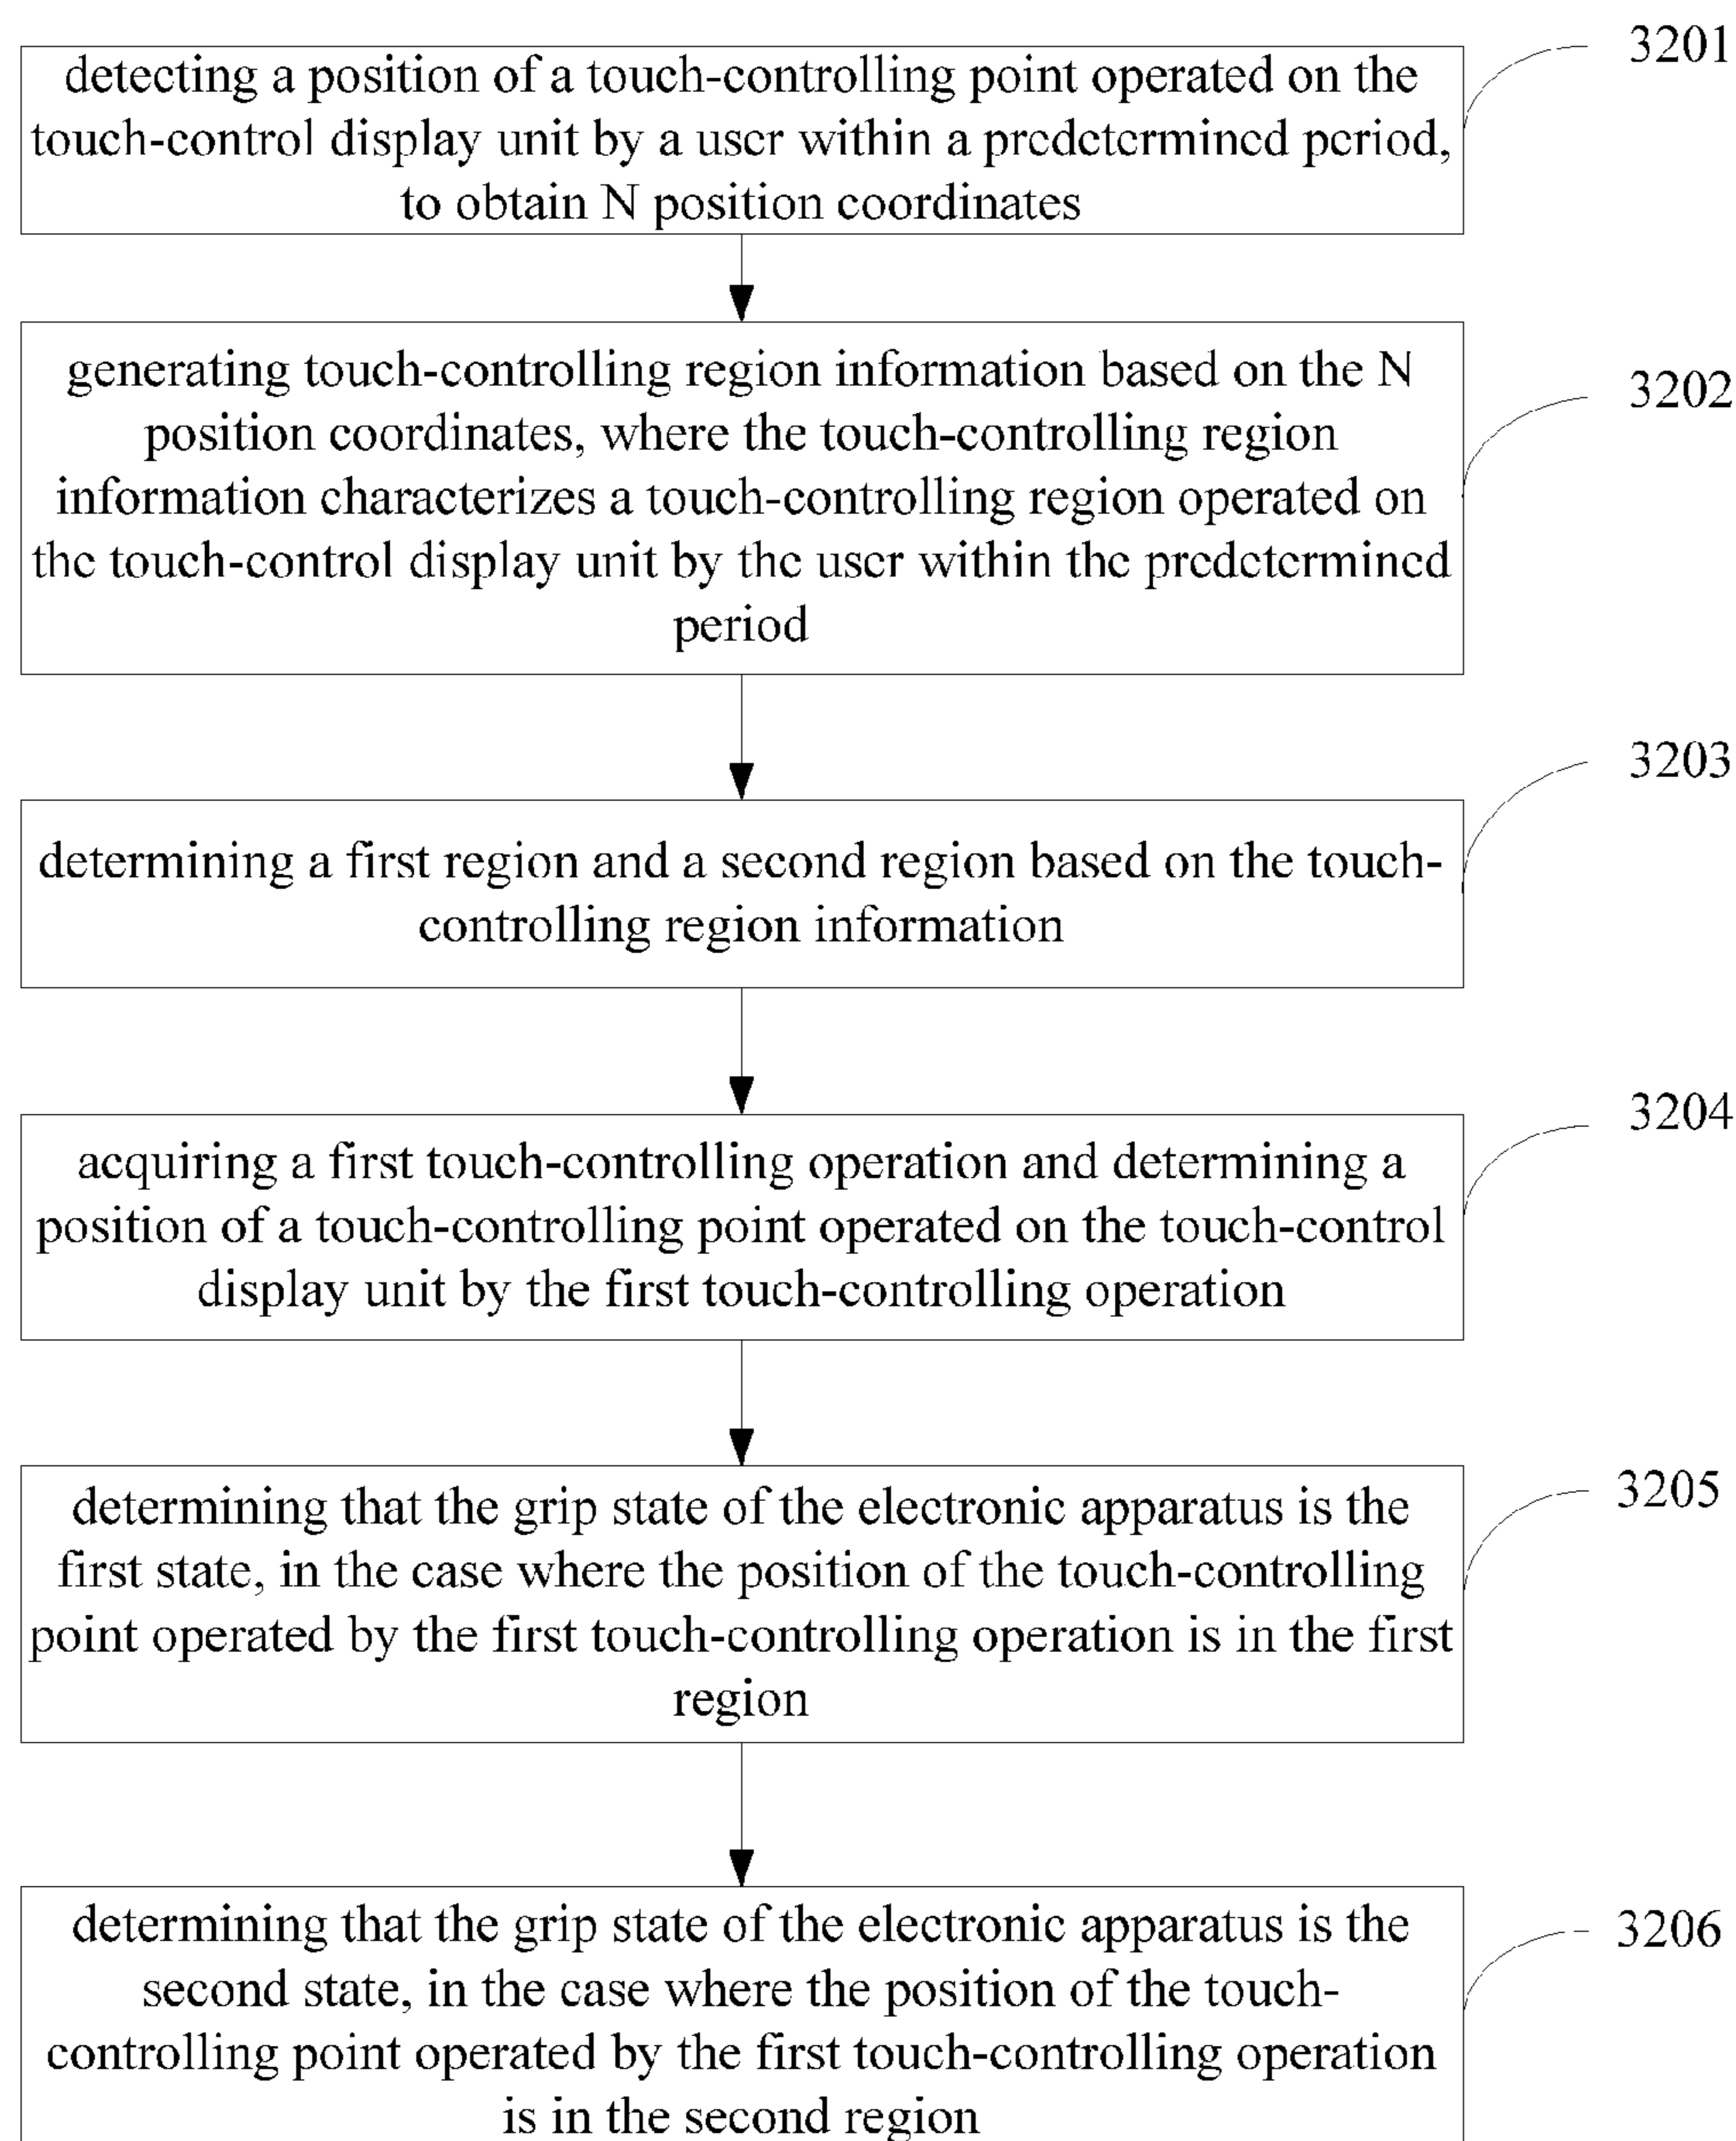 detecting a position of a touch-controlling point operated on the
touch-control display unit by a user within a predetermined period,
to obtain N position coordinates
3201
generating touch-controlling region information based on the N
position coordinates, where the touch-controlling region
information characterizes a touch-controlling region operated on
the touch-control display unit by the user within the predetermined
period
3202
determining a first region and a second region based on the touch-
controlling region information
3203
acquiring a first touch-controlling operation and determining a
position of a touch-controlling point operated on the touch-control
display unit by the first touch-controlling operation
3204
determining that the grip state of the electronic apparatus is the
first state, in the case where the position of the touch-controlling
point operated by the first touch-controlling operation is in the first
region
3205
determining that the grip state of the electronic apparatus is the
second state, in the case where the position of the touch-
controlling point operated by the first touch-controlling operation
is in the second region
3206